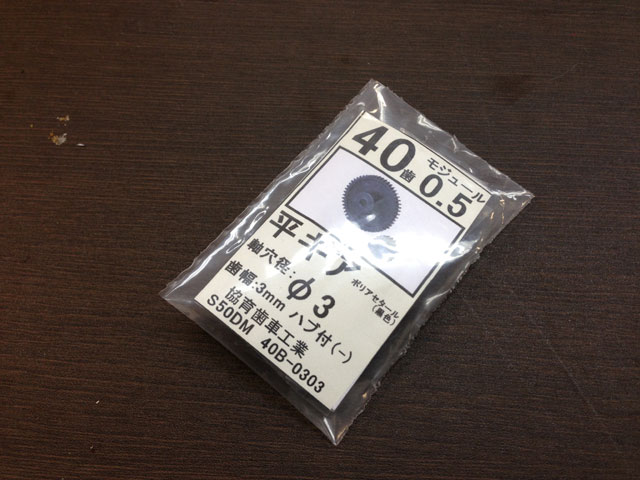 40歯 モジュール 0.5
平ギア ポリアセタール(黒色)
軸穴径: φ3
歯幅:3mm ハブ付(-)
協育歯車工業
S50DM 40B-0303